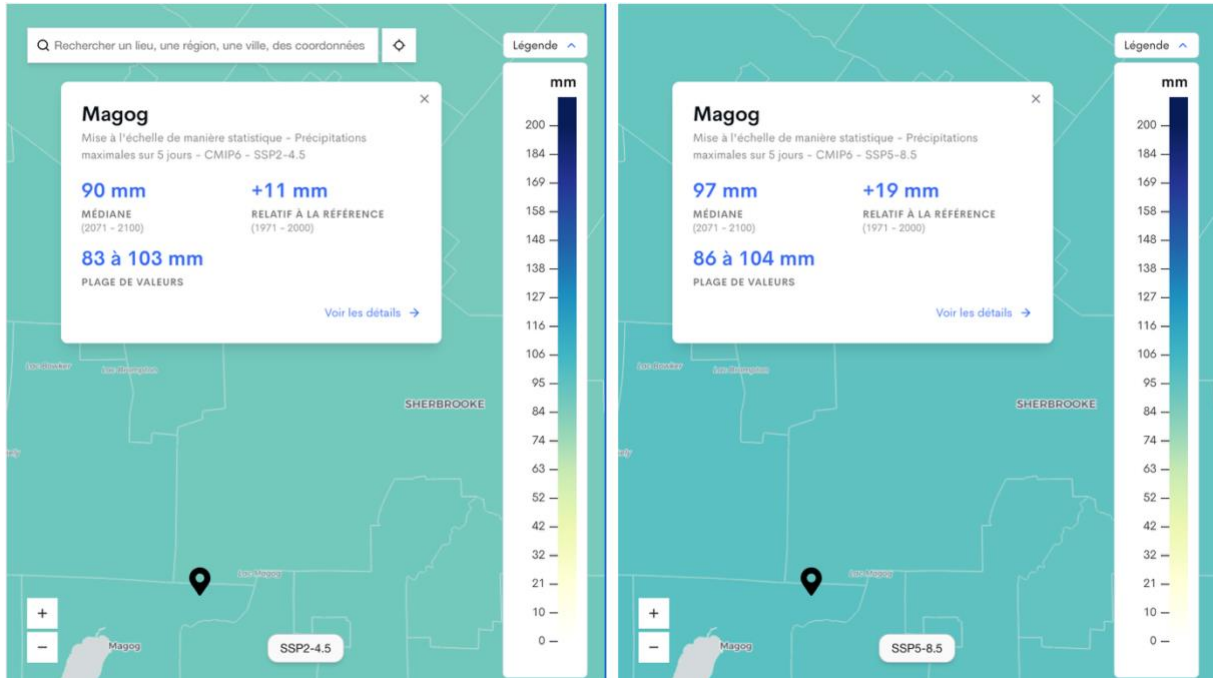 Rechercher un lieu, une région, une ville, des coordonnées
Légende
mm
Magog
Mise à l'échelle de manière statistique - Précipitations
maximales sur 5 jours - CMIP6 - SSP2-4.5
90 mm
+11 mm
MÉDIANE
RELATIF À LA RÉFÉRENCE
(2071 - 2100)
(1971 - 2000)
83 à 103 mm
PLAGE DE VALEURS
Voir les détails →
200
184
169
158
148
138
127
116
106
95
84
74
63
52
42
32
21
10
0
Lac Bowker
Lac Brompton
SHERBROOKE
Lac Magog
+
−
Magog
SSP2-4.5
Légende
mm
Magog
Mise à l'échelle de manière statistique - Précipitations
maximales sur 5 jours - CMIP6 - SSP5-8.5
97 mm
+19 mm
MÉDIANE
RELATIF À LA RÉFÉRENCE
(2071 - 2100)
(1971 - 2000)
86 à 104 mm
PLAGE DE VALEURS
Voir les détails →
200
184
169
158
148
138
127
116
106
95
84
74
63
52
42
32
21
10
0
Lac Bowker
Lac Brompton
SHERBROOKE
Lac Magog
+
−
Magog
SSP5-8.5